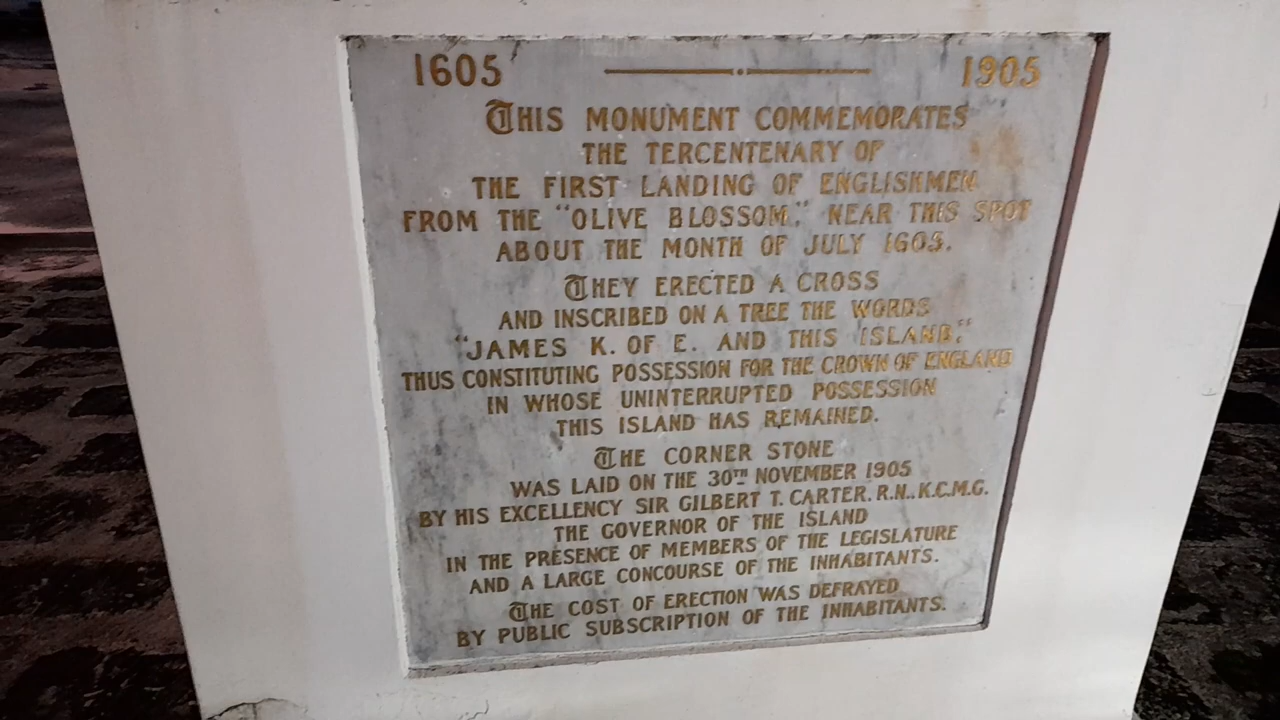 1605 1905
THIS MONUMENT COMMEMORATES
THE TERCENTENARY OF
THE FIRST LANDING OF ENGLISHMEN
FROM THE "OLIVE BLOSSOM," NEAR THIS SPOT
ABOUT THE MONTH OF JULY 1605.
THEY ERECTED A CROSS
AND INSCRIBED ON A TREE THE WORDS
"JAMES K. OF E. AND THIS ISLAND,"
THUS CONSTITUTING POSSESSION FOR THE CROWN OF ENGLAND
IN WHOSE UNINTERRUPTED POSSESSION
THIS ISLAND HAS REMAINED.
THE CORNER STONE
WAS LAID ON THE 30TH NOVEMBER 1905
BY HIS EXCELLENCY SIR GILBERT T. CARTER. R.N., K.C.M.G.
THE GOVERNOR OF THE ISLAND
IN THE PRESENCE OF MEMBERS OF THE LEGISLATURE
AND A LARGE CONCOURSE OF THE INHABITANTS.
THE COST OF ERECTION WAS DEFRAYED
BY PUBLIC SUBSCRIPTION OF THE INHABITANTS.